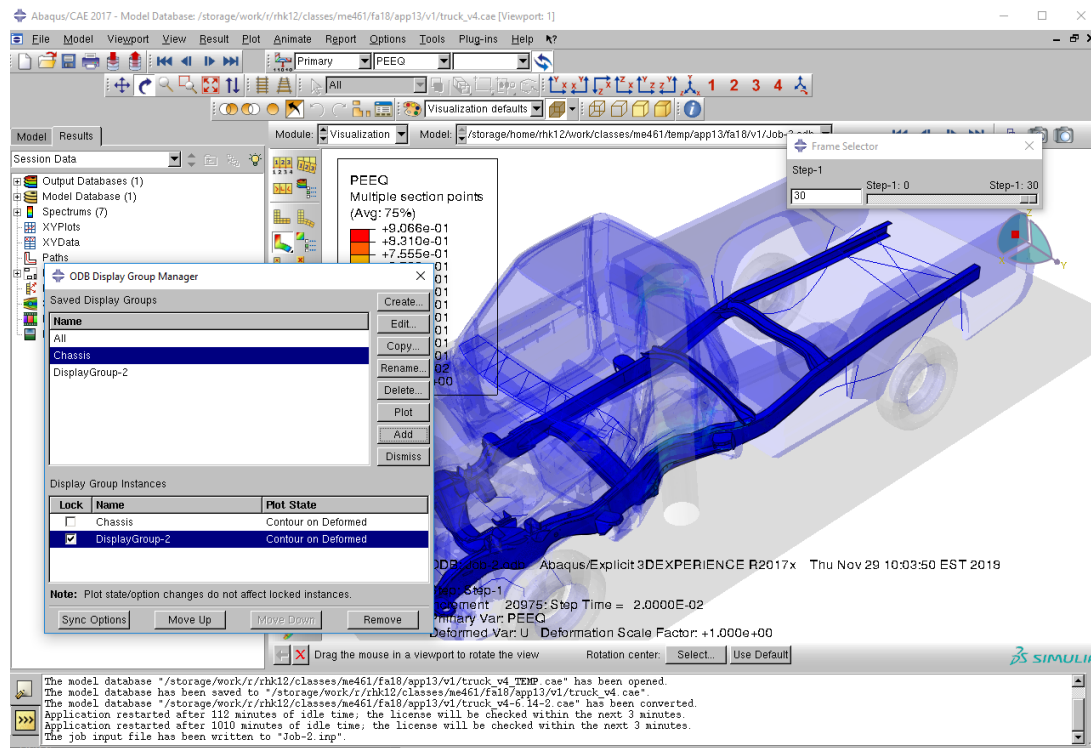 Abaqus/CAE 2017 - Model Database: /storage/work/r/rhk12/classes/me461/fa18/app13/v1/truck_v4.cae [Viewport: 1]
File Model Viewport View Result Plot Animate Report Options Tools Plug-ins Help
Primary PEEQ
All 1 2 3 4
Visualization defaults
Model Results
Module: Visualization Model: /storage/home/rhk12/work/classes/me461/temp/app13/fa18/v1/Job-2.odb
Session Data
Output Databases (1)
Model Database (1)
Spectrums (7)
XYPlots
XYData
Paths
Frame Selector
Step-1
Step-1: 0 Step-1: 30
30
PEEQ
Multiple section points
(Avg: 75%)
+9.066e-01
+8.310e-01
+7.555e-01
ODB Display Group Manager
Saved Display Groups
Name
All
Chassis
DisplayGroup-2
Create...
Edit...
Copy...
Rename...
Delete...
Plot
Add
Dismiss
Display Group Instances
Lock Name Plot State
Chassis Contour on Deformed
DisplayGroup-2 Contour on Deformed
Note: Plot state/option changes do not affect locked instances.
Sync Options Move Up Move Down Remove
Abaqus/Explicit 3DEXPERIENCE R2017x Thu Nov 29 10:03:50 EST 2018
Step-1
20975: Step Time = 2.0000E-02
Var: PEEQ
Deformed Var: U Deformation Scale Factor: +1.000e+00
Drag the mouse in a viewport to rotate the view Rotation center: Select... Use Default
The model database "/storage/work/r/rhk12/classes/me461/fa18/app13/v1/truck_v4_TEMP.cae" has been opened.
The model database has been saved to "/storage/work/r/rhk12/classes/me461/fa18/app13/v1/truck_v4.cae".
The model database "/storage/work/r/rhk12/classes/me461/fa18/app13/v1/truck_v4-6.14-2.cae" has been converted.
Application restarted after 112 minutes of idle time; the license will be checked within the next 3 minutes.
Application restarted after 1010 minutes of idle time; the license will be checked within the next 3 minutes.
The job input file has been written to "Job-2.inp".